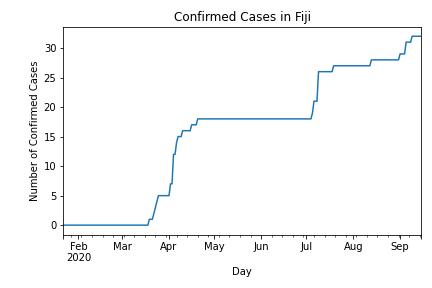 Confirmed Cases in Fiji
Number of Confirmed Cases
30
25
20
15
10
5
0
Feb Mar Apr May Jun Jul Aug Sep
2020
Day